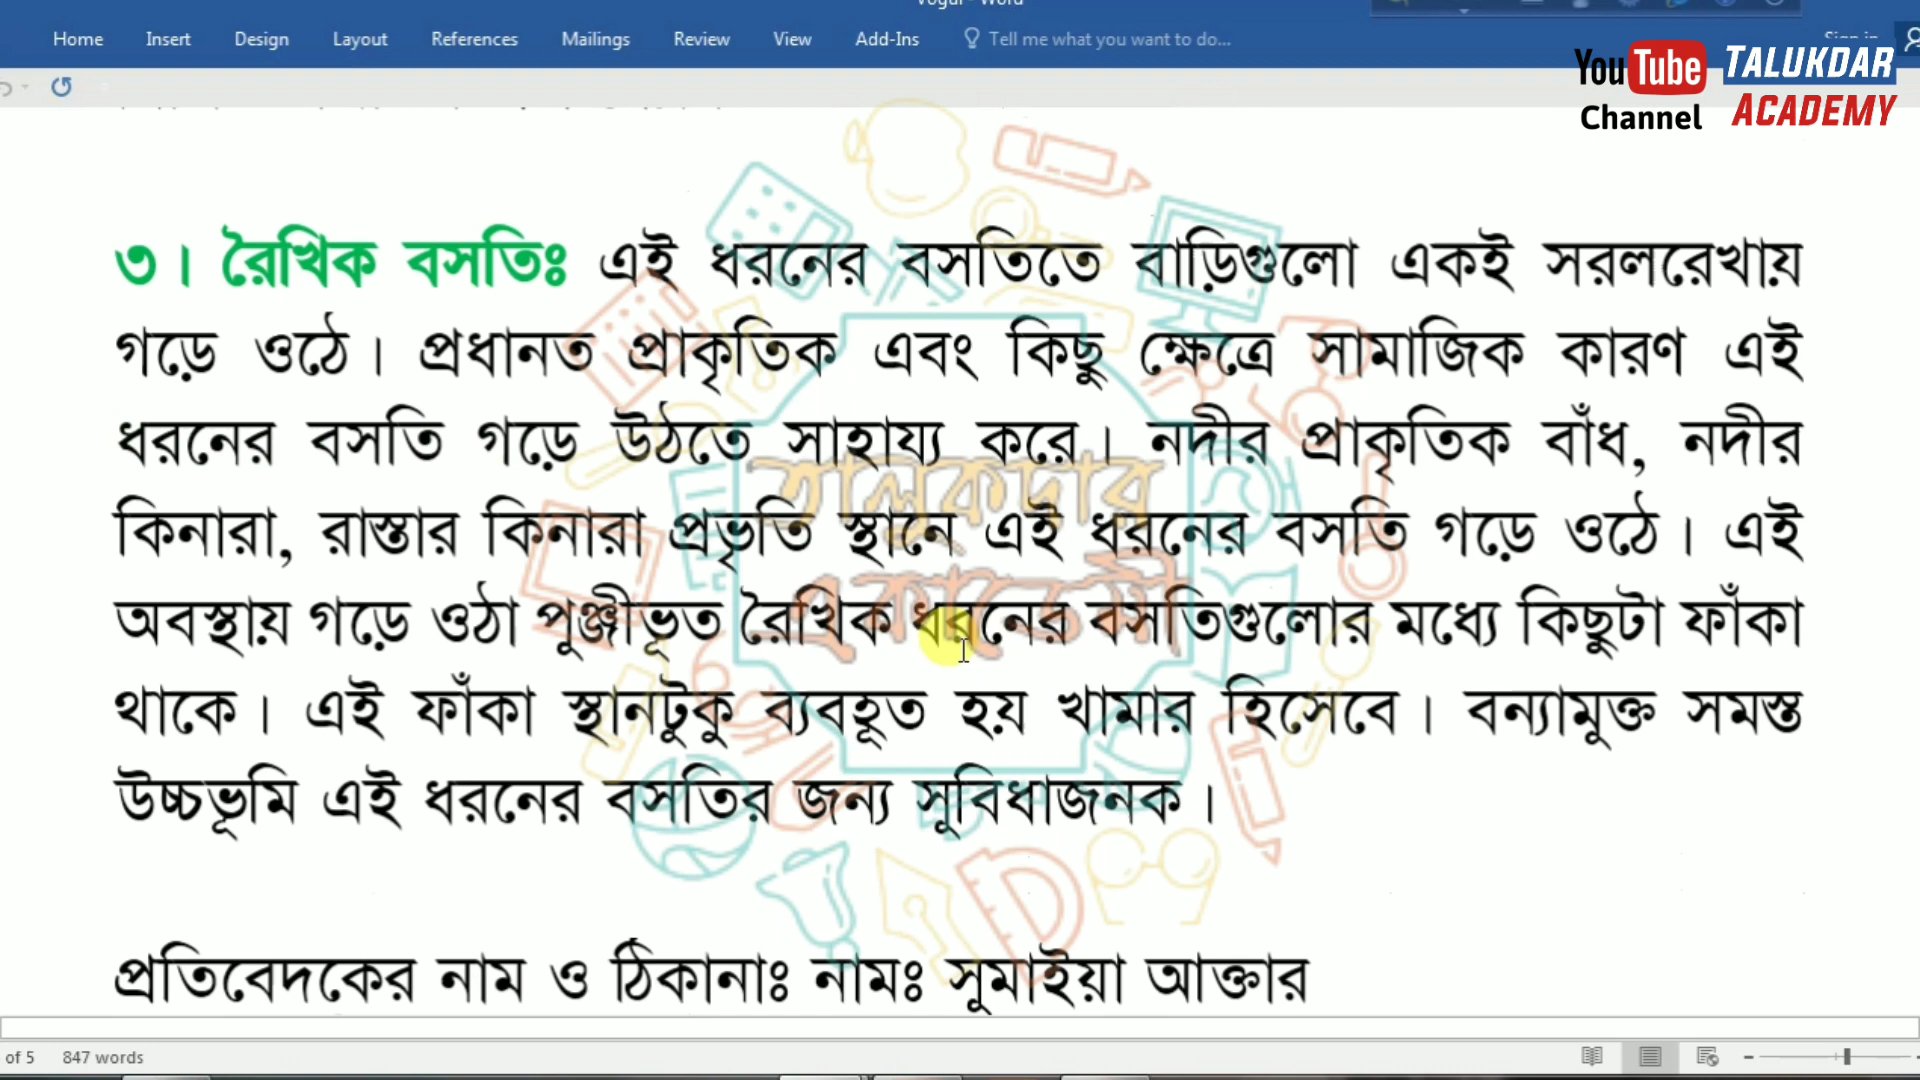 Home Insert Design Layout References Mailings Review View Add-Ins Tell me what you want to do...
YouTube Channel
TALUKDAR ACADEMY
৩। রৈখিক বসতিঃ এই ধরনের বসতিতে বাড়িগুলো একই সরলরেখায়
গড়ে ওঠে। প্রধানত প্রাকৃতিক এবং কিছু ক্ষেত্রে সামাজিক কারণ এই
ধরনের বসতি গড়ে উঠতে সাহায্য করে। নদীর প্রাকৃতিক বাঁধ, নদীর
কিনারা, রাস্তার কিনারা প্রভৃতি স্থানে এই ধরনের বসতি গড়ে ওঠে। এই
অবস্থায় গড়ে ওঠা পুঞ্জীভূত রৈখিক ধরনের বসতিগুলোর মধ্যে কিছুটা ফাঁকা
থাকে। এই ফাঁকা স্থানটুকু ব্যবহূত হয় খামার হিসেবে। বন্যামুক্ত সমস্ত
উচ্চভূমি এই ধরনের বসতির জন্য সুবিধাজনক।
তালুকদার
একাডেমী
প্রতিবেদকের নাম ও ঠিকানাঃ নামঃ সুমাইয়া আক্তার
of 5 847 words